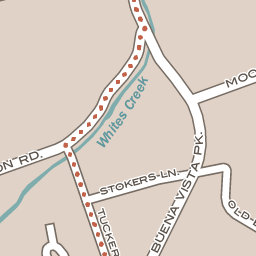 MOO
Whites Creek
ON RD.
STOKERS-LN.
OLD-
BUENA VISTA PK.
TUCKER